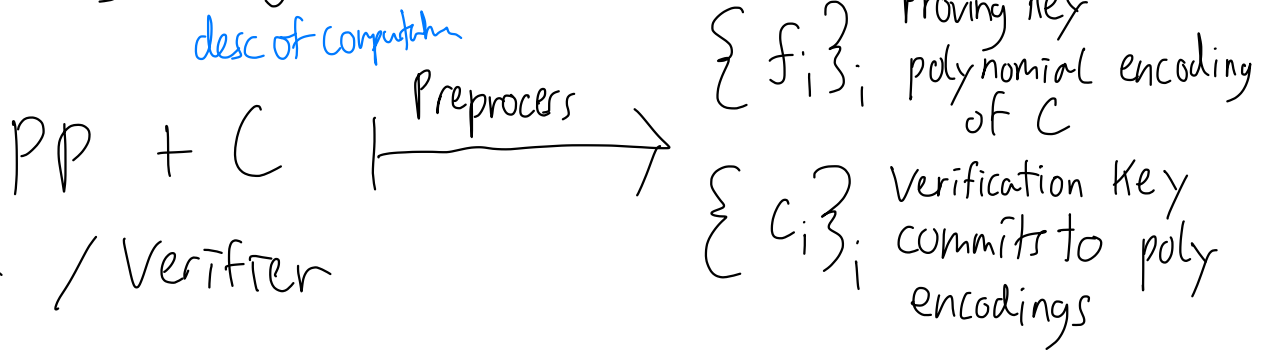 desc of computation
PP + C
Preprocers
/ Verifier
{ f_i }_i
Proving Key
polynomial encoding
of C
{ c_i }_i
Verification Key
commits to poly
encodings